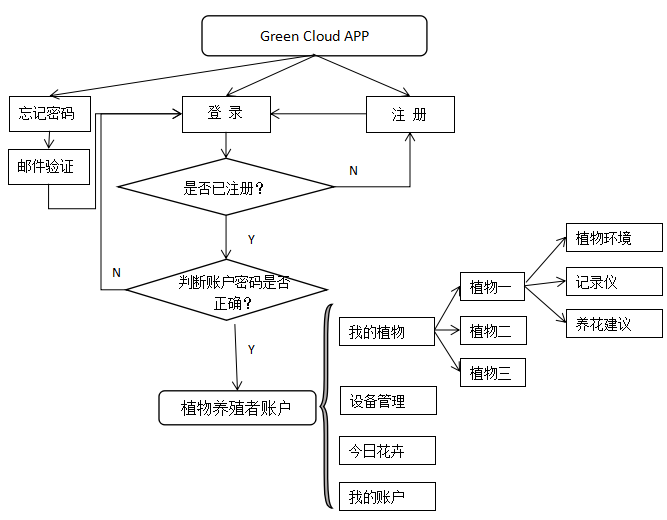 Green Cloud APP
忘记密码
登 录
注 册
邮件验证
是否已注册？
N
Y
N
判断账户密码是否
正确？
Y
植物养殖者账户
我的植物
设备管理
今日花卉
我的账户
植物一
植物二
植物三
植物环境
记录仪
养花建议